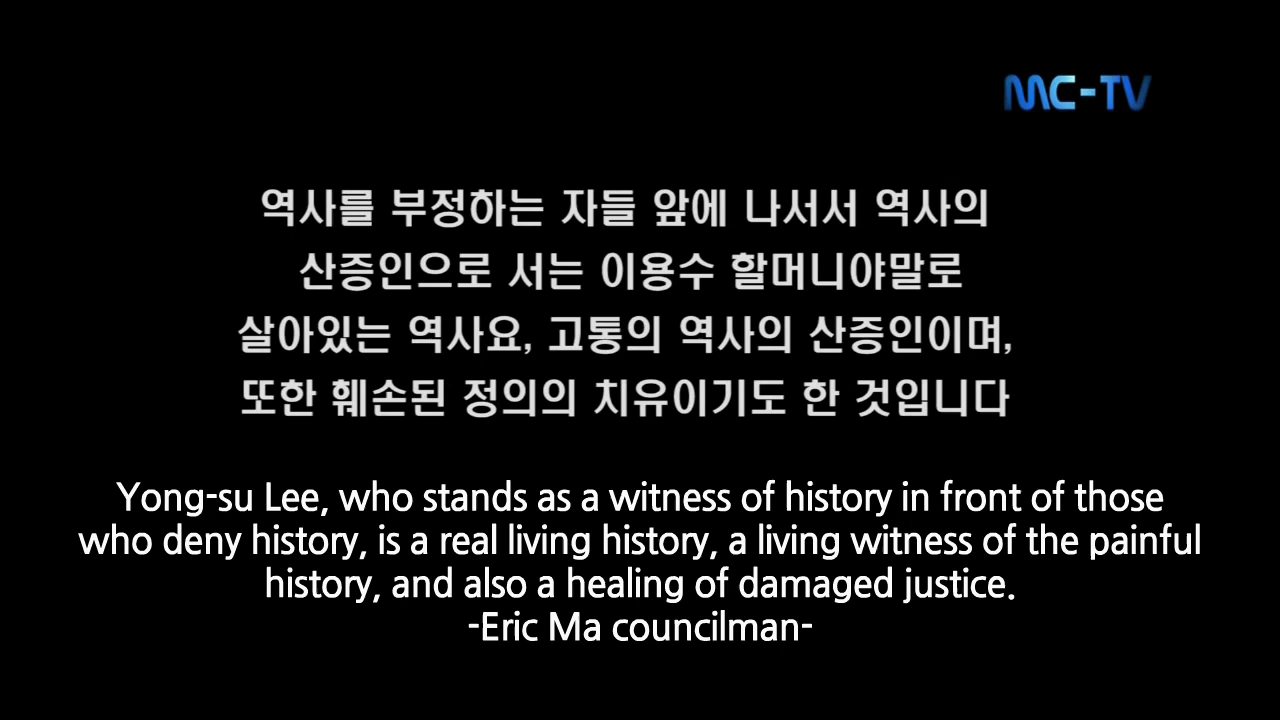 MC-TV
역사를 부정하는 자들 앞에 나서서 역사의
산증인으로 서는 이용수 할머니야말로
살아있는 역사요, 고통의 역사의 산증인이며,
또한 훼손된 정의의 치유이기도 한 것입니다
Yong-su Lee, who stands as a witness of history in front of those
who deny history, is a real living history, a living witness of the painful
history, and also a healing of damaged justice.
-Eric Ma councilman-